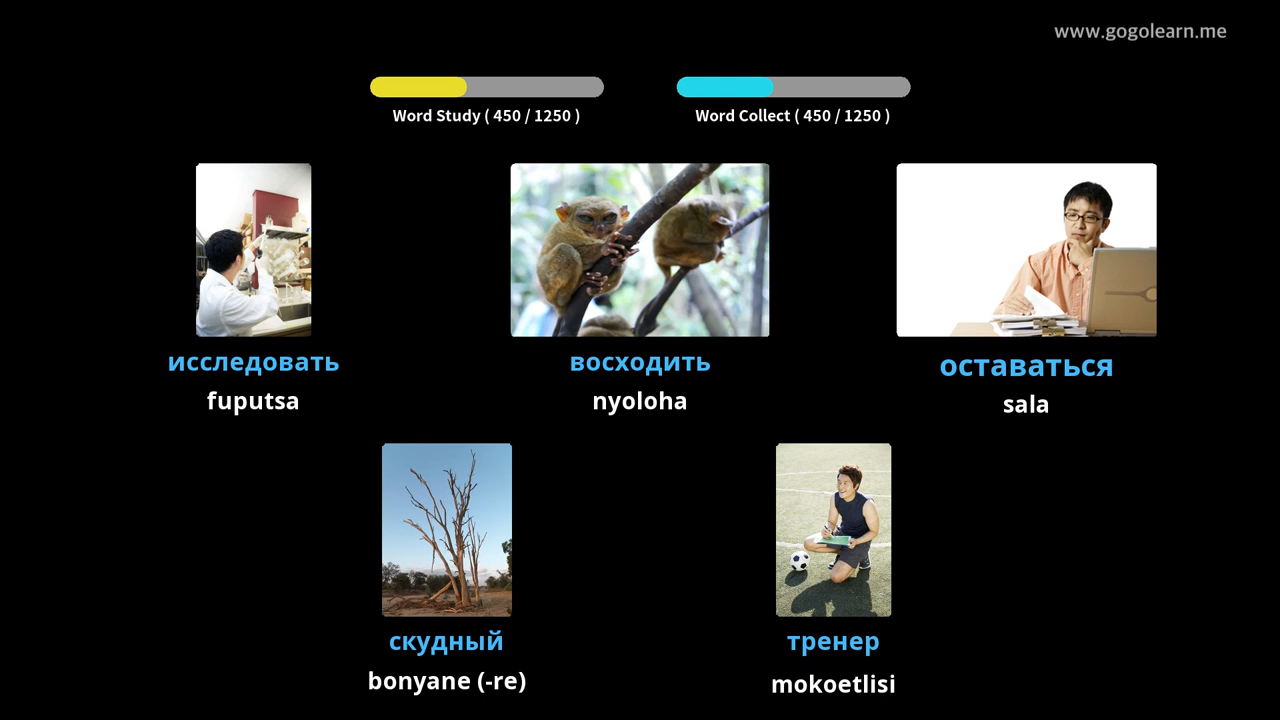 www.gogolearn.me
Word Study ( 450 / 1250 )
Word Collect ( 450 / 1250 )
исследовать
fuputsa
восходить
nyoloha
оставаться
sala
скудный
bonyane (-re)
тренер
mokoetlisi